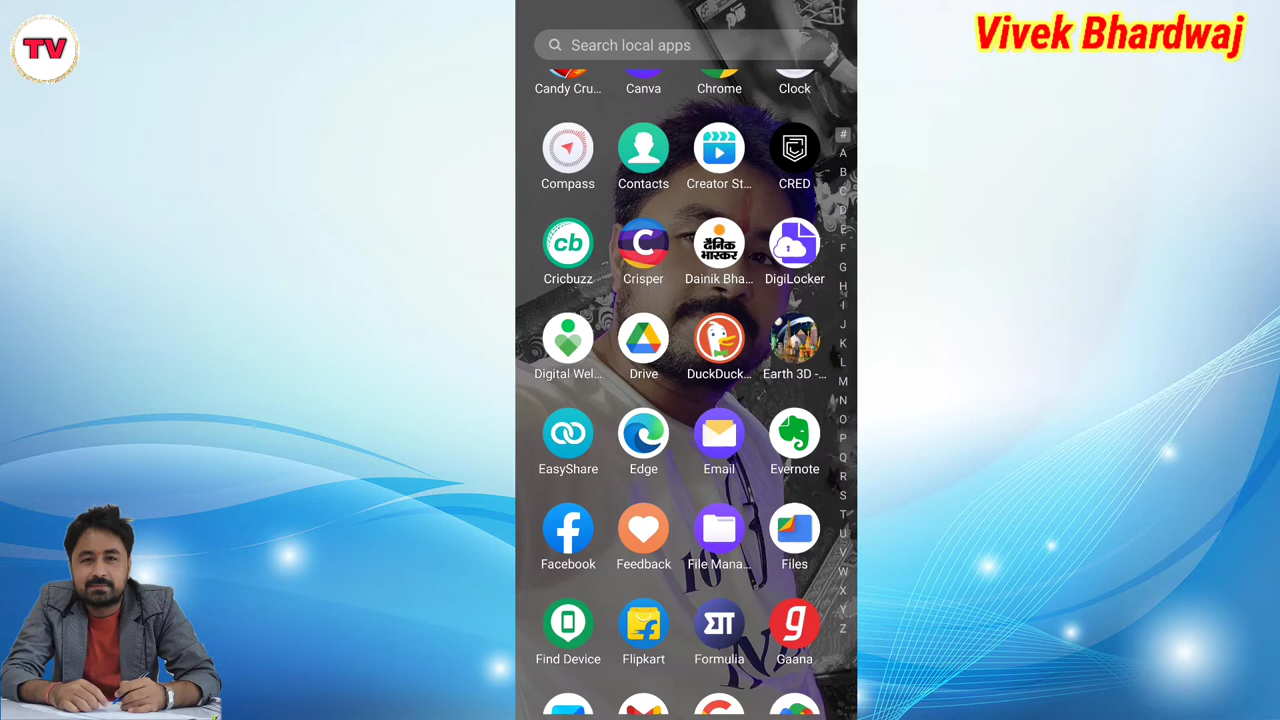 TV
Vivek Bhardwaj
Search local apps
Candy Cru... Canva Chrome Clock
Compass Contacts Creator St... CRED
cb C दैनिक भास्कर
Cricbuzz Crisper Dainik Bha... DigiLocker
Digital Wel... Drive DuckDuck... Earth 3D -...
EasyShare Edge Email Evernote
Facebook Feedback File Mana... Files
Find Device Flipkart Formulia Gaana
#
A
B
C
D
E
F
G
H
I
J
K
L
M
N
O
P
Q
R
S
T
U
V
W
X
Y
Z